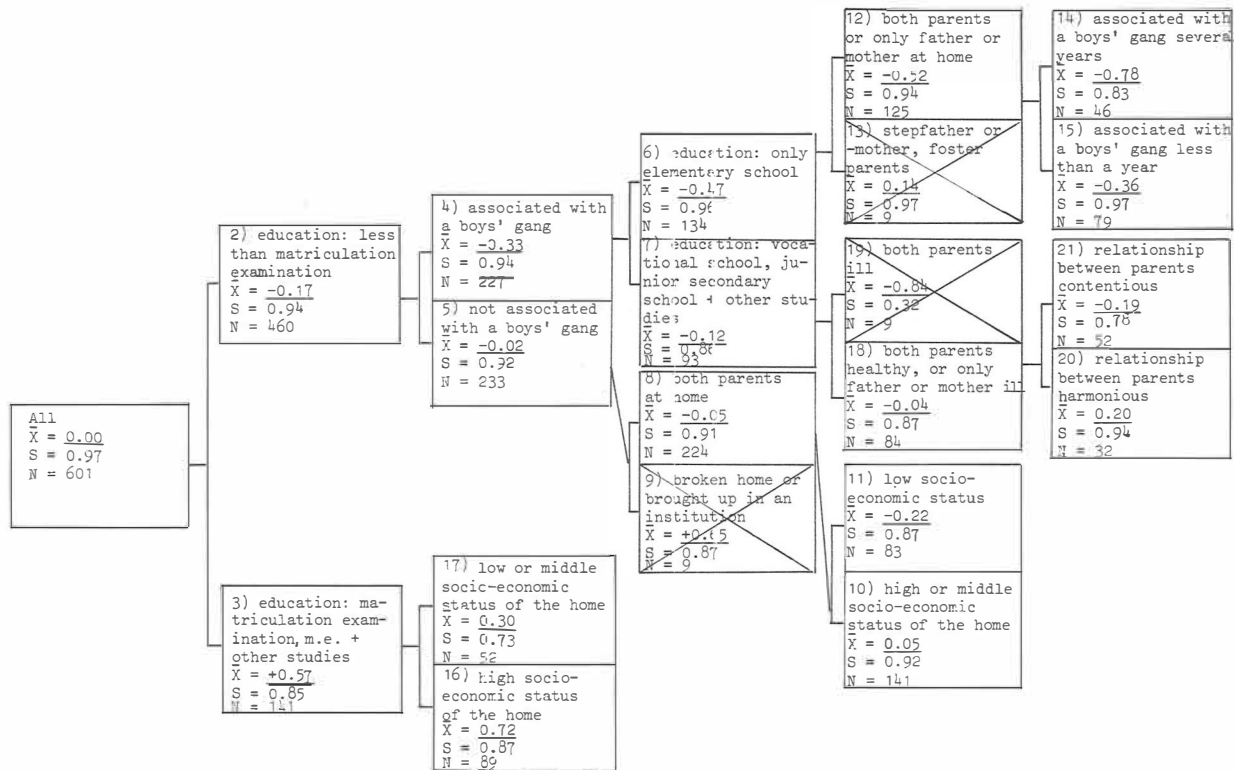 All
X̄ = 0.00
S = 0.97
N = 601
2) education: less
than matriculation
examination
X̄ = -0.17
S = 0.94
N = 460
3) education: ma-
triculation exam-
ination, m.e. +
other studies
X̄ = +0.57
S = 0.85
N = 141
4) associated with
a boys' gang
X̄ = -0.33
S = 0.94
N = 227
5) not associated
with a boys' gang
X̄ = -0.02
S = 0.92
N = 233
17) low or middle
socio-economic
status of the home
X̄ = 0.30
S = 0.73
N = 52
16) high socio-
economic status
of the home
X̄ = 0.72
S = 0.87
N = 89
6) education: only
elementary school
X̄ = -0.47
S = 0.96
N = 134
7) education: voca-
tional school, ju-
nior secondary
school + other stu-
dies
X̄ = -0.12
S = 0.86
N = 93
8) both parents
at home
X̄ = -0.05
S = 0.91
N = 224
9) broken home or
brought up in an
institution
X̄ = +0.65
S = 0.87
N = 9
12) both parents
or only father or
mother at home
X̄ = -0.52
S = 0.94
N = 125
13) stepfather or
-mother, foster
parents
X̄ = 0.14
S = 0.97
N = 9
19) both parents
ill
X̄ = -0.84
S = 0.32
N = 9
18) both parents
healthy, or only
father or mother ill
X̄ = -0.04
S = 0.87
N = 84
11) low socio-
economic status
X̄ = -0.22
S = 0.87
N = 83
10) high or middle
socio-economic
status of the home
X̄ = 0.05
S = 0.92
N = 141
14) associated with
a boys' gang several
years
X̄ = -0.78
S = 0.83
N = 46
15) associated with
a boys' gang less
than a year
X̄ = -0.36
S = 0.97
N = 79
21) relationship
between parents
contentious
X̄ = -0.19
S = 0.78
N = 52
20) relationship
between parents
harmonious
X̄ = 0.20
S = 0.94
N = 32